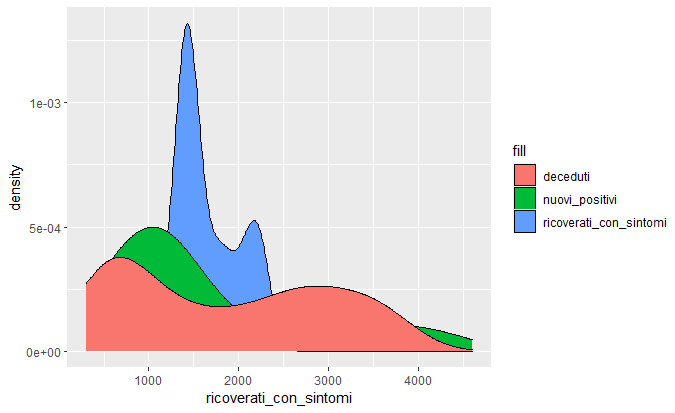 density
1e-03
5e-04
0e+00
1000 2000 3000 4000
ricoverati_con_sintomi
fill
deceduti
nuovi_positivi
ricoverati_con_sintomi